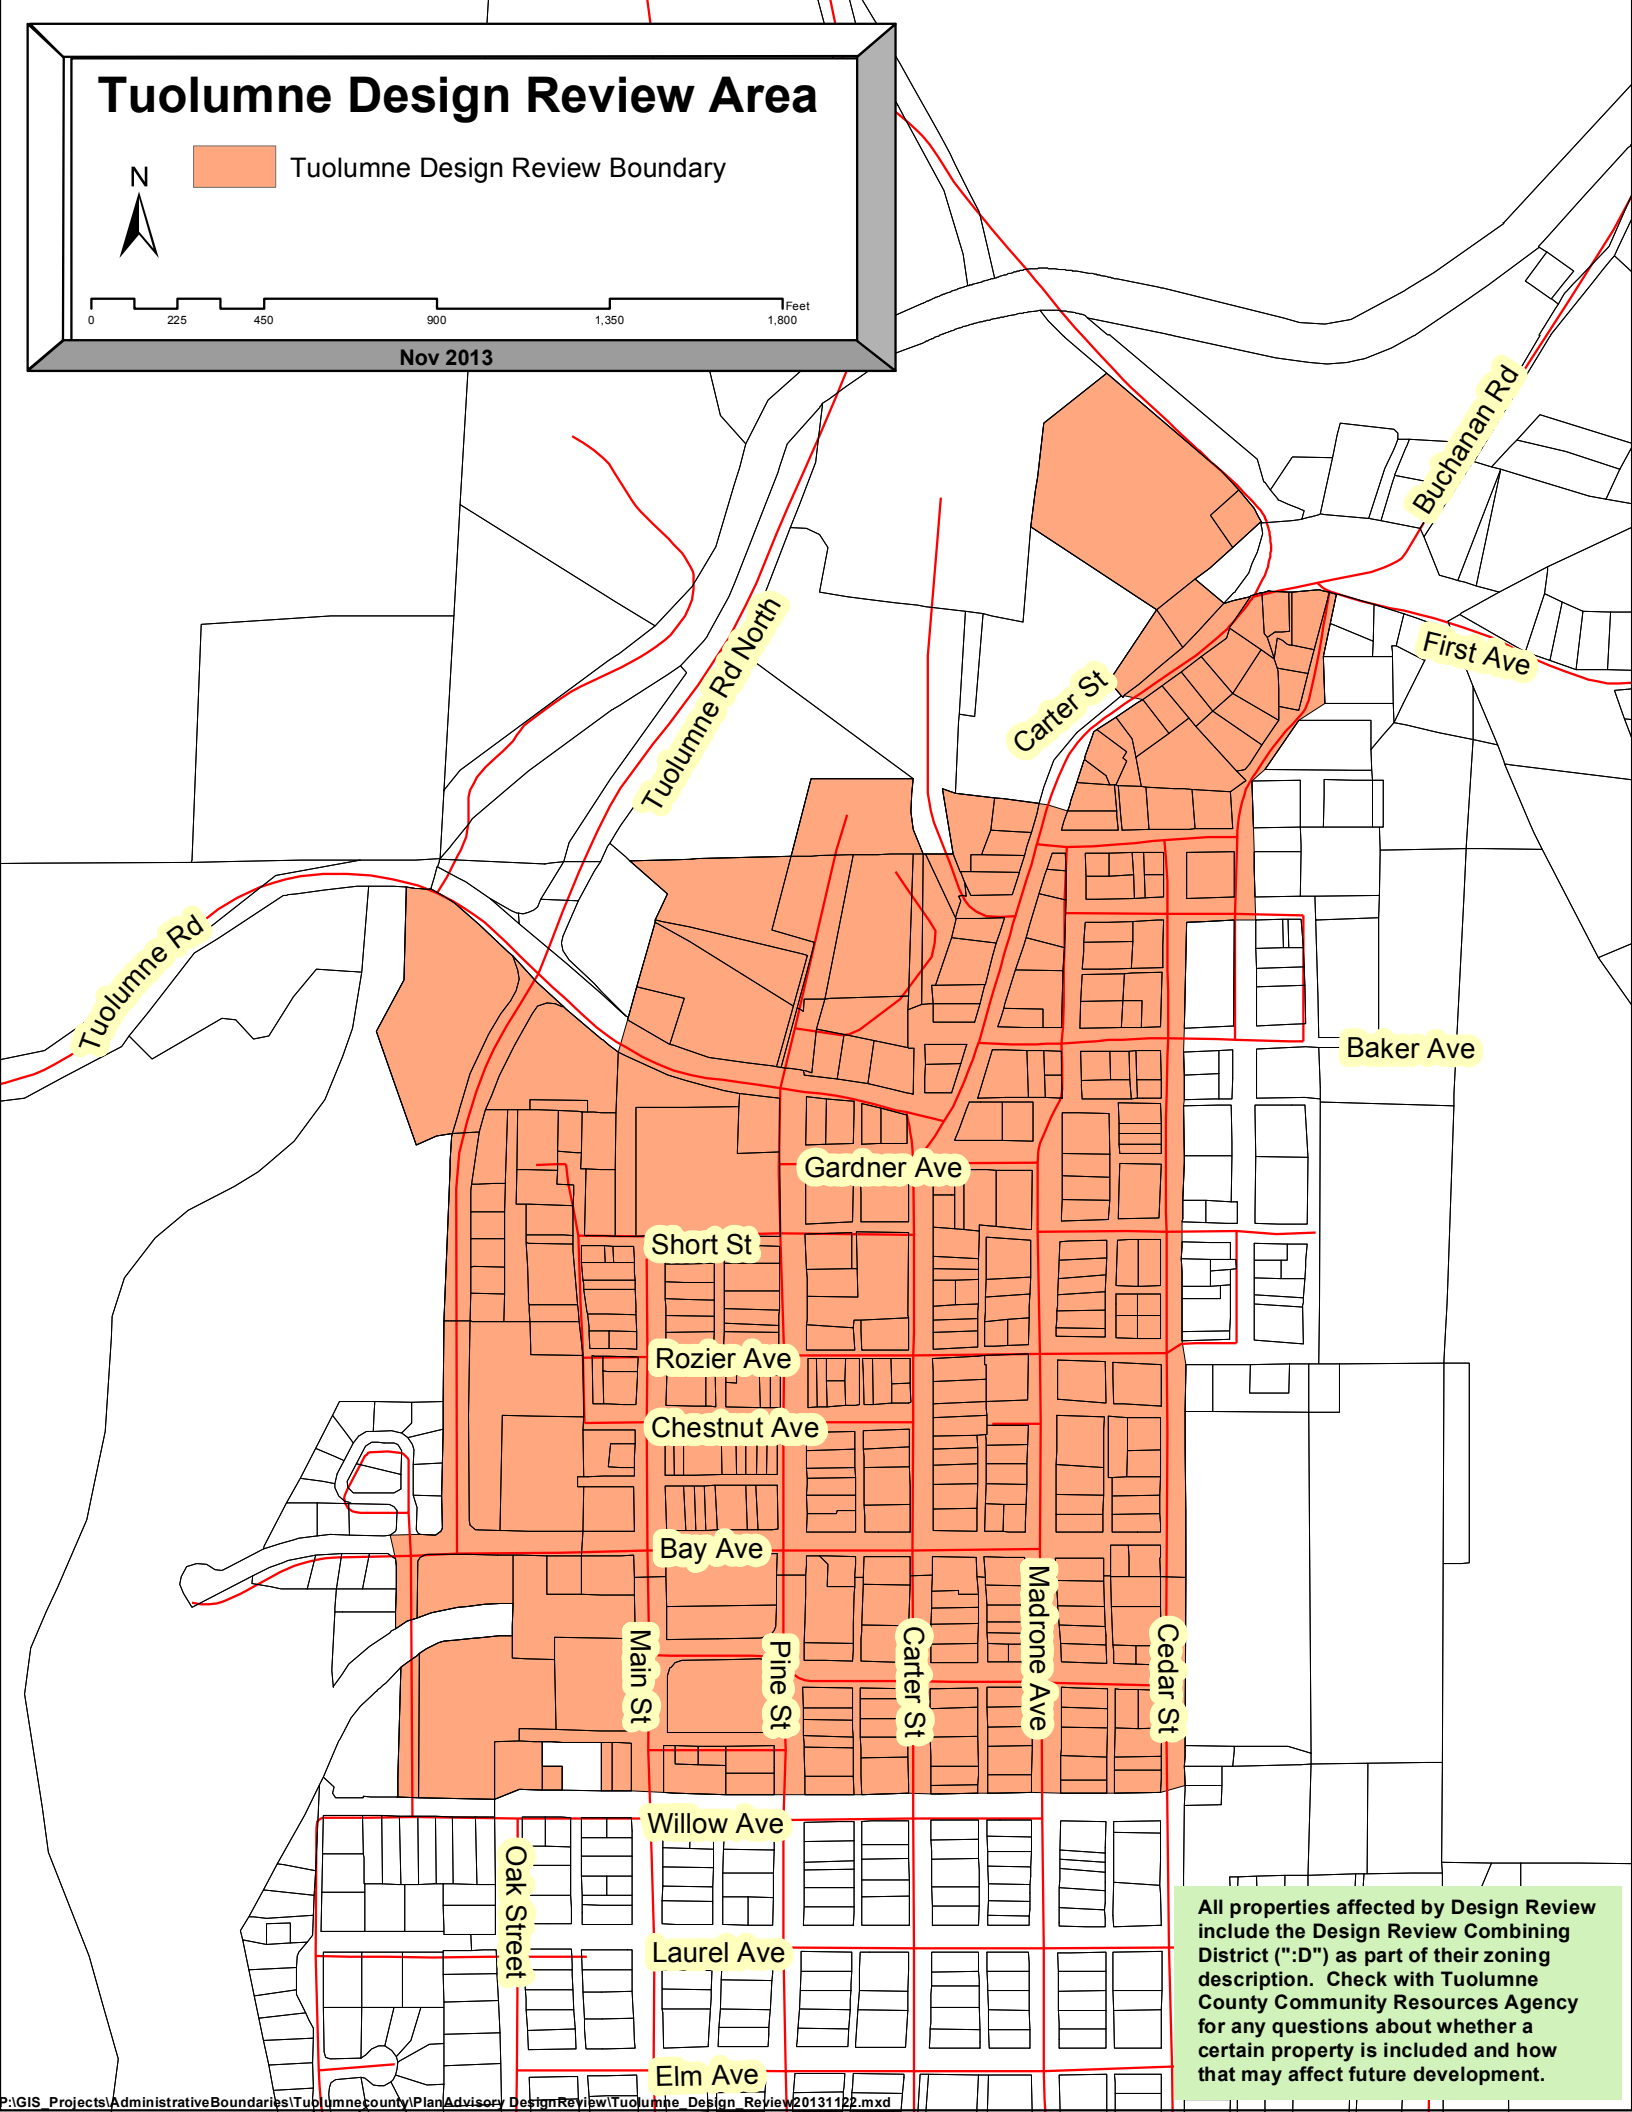 Tuolumne Design Review Area
Tuolumne Design Review Boundary
N
Feet
0 225 450 900 1,350 1,800
Nov 2013
Buchanan Rd
First Ave
Tuolumne Rd North
Carter St
Tuolumne Rd
Baker Ave
Gardner Ave
Short St
Rozier Ave
Chestnut Ave
Bay Ave
Main St
Pine St
Carter St
Madrone Ave
Cedar St
Willow Ave
Oak Street
Laurel Ave
Elm Ave
All properties affected by Design Review
include the Design Review Combining
District (":D") as part of their zoning
description. Check with Tuolumne
County Community Resources Agency
for any questions about whether a
certain property is included and how
that may affect future development.
P:\GIS_Projects\AdministrativeBoundaries\Tuolumnecounty\PlanAdvisory DesignReview\Tuolumne_Design_Review20131122.mxd